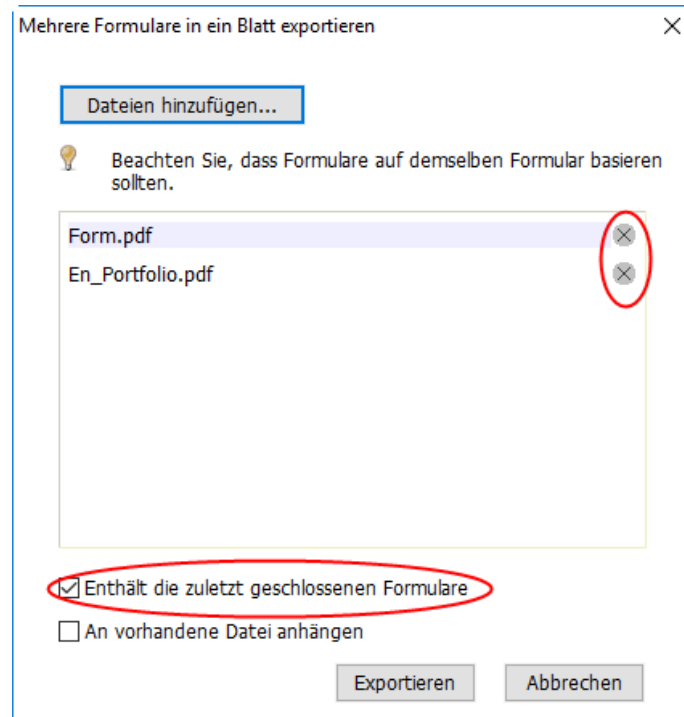 Mehrere Formulare in ein Blatt exportieren
Dateien hinzufügen...
Beachten Sie, dass Formulare auf demselben Formular basieren
sollten.
Form.pdf
En_Portfolio.pdf
Enthält die zuletzt geschlossenen Formulare
An vorhandene Datei anhängen
Exportieren Abbrechen